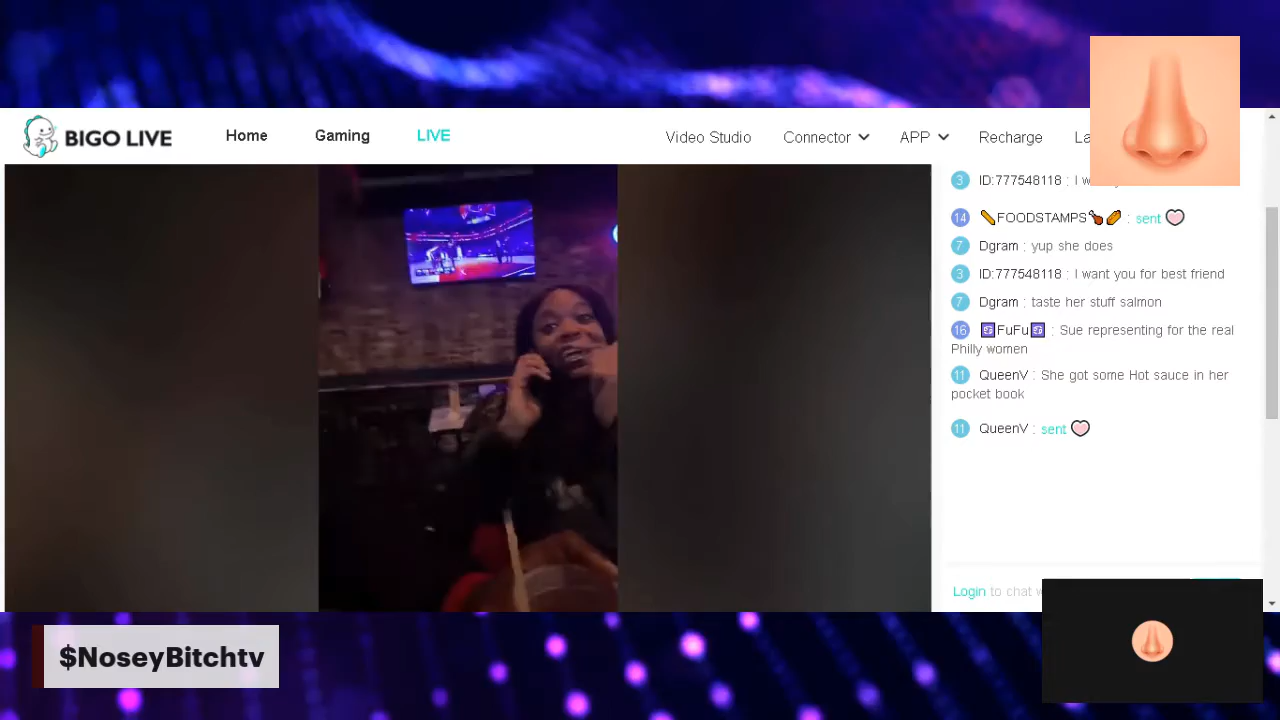 BIGO LIVE
Home
Gaming
LIVE
Video Studio
Connector
APP
Recharge
3 ID:777548118 : I w
14 FOODSTAMPS : sent
7 Dgram : yup she does
3 ID:777548118 : I want you for best friend
7 Dgram : taste her stuff salmon
16 FuFu : Sue representing for the real
Philly women
11 QueenV : She got some Hot sauce in her
pocket book
11 QueenV : sent
Login to chat
$NoseyBitchtv